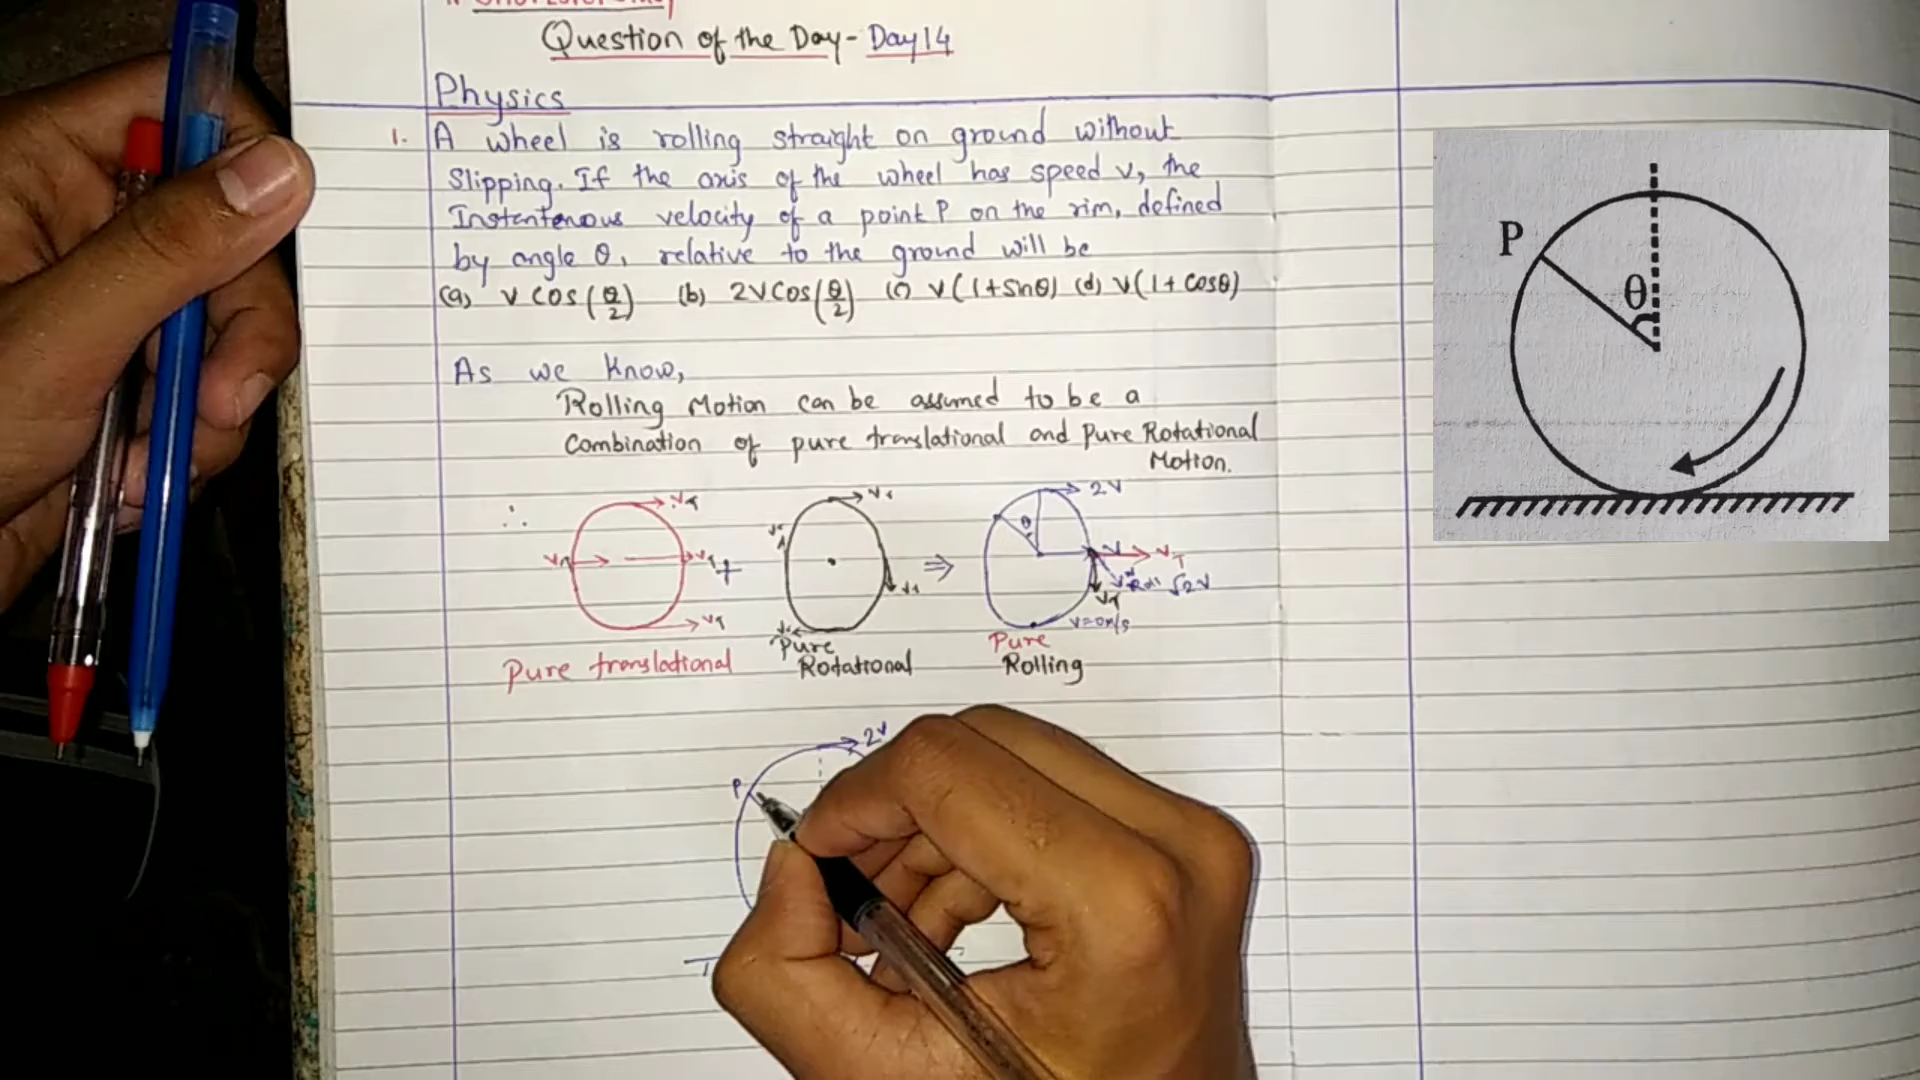 Question of the Day- Day 14
Physics
1. A wheel is rolling straight on ground without
Slipping. If the axis of the wheel has speed v, the
Instentenous velocity of a point P on the rim, defined
by angle θ, relative to the ground will be
(a) v cos(θ/2) (b) 2v cos(θ/2) (c) v(1+sinθ) (d) v(1+cosθ)
As we know,
Rolling Motion can be assumed to be a
combination of pure translational and Pure Rotational
Motion.
∴
+ ⇒
2V
θ
V
√2V
V=0m/s
Pure translational
Pure
Rotational
Pure
Rolling
2V
P
P
θ